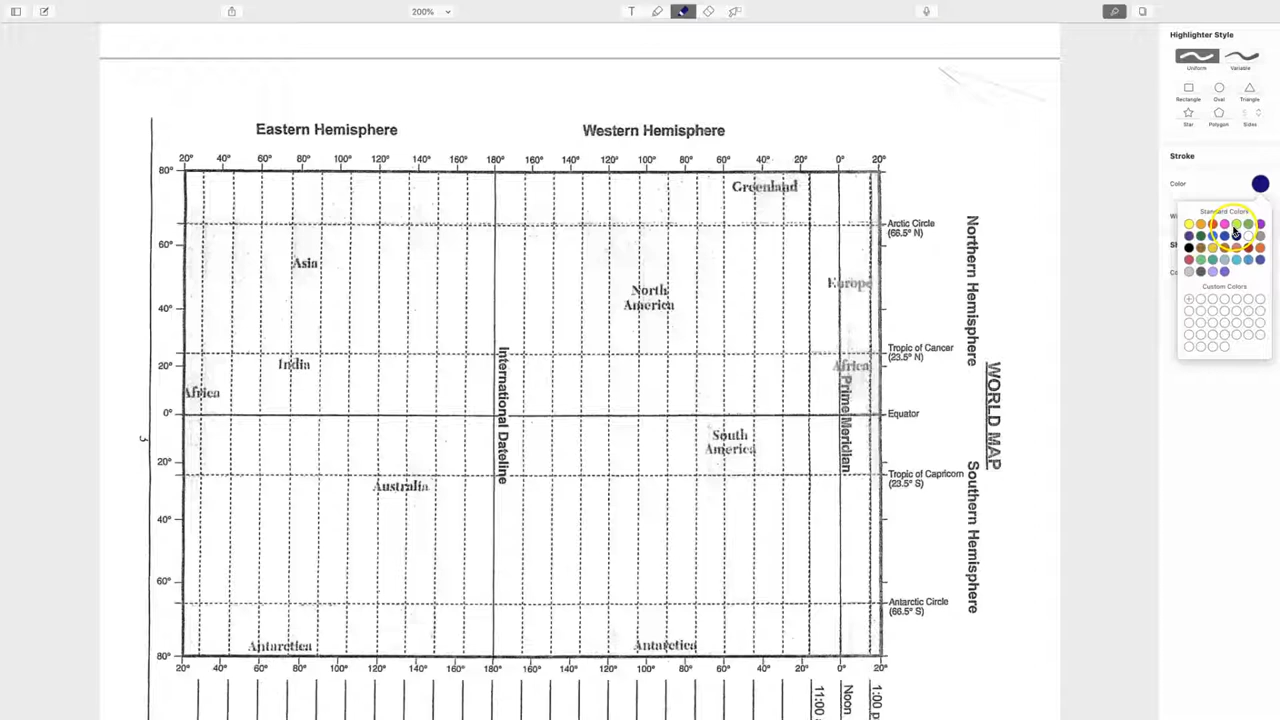 200%
T
Highlighter Style
Uniform
Variable
Rectangle
Oval
Triangle
Star
Polygon
Sides
Stroke
Color
Standard Colors
Custom Colors
Eastern Hemisphere
Western Hemisphere
20° 40° 60° 80° 100° 120° 140° 160° 180° 160° 140° 120° 100° 80° 60° 40° 20° 0° 20°
80°
Greenland
Arctic Circle
(66.5° N)
60°
Asia
Europe
North
America
40°
Northern Hemisphere
Tropic of Cancer
(23.5° N)
20°
India
Africa
Africa
International Dateline
Prime Meridian
WORLD MAP
0°
Equator
5
South
America
20°
Tropic of Capricorn
(23.5° S)
Australia
Southern Hemisphere
40°
60°
Antarctic Circle
(66.5° S)
Antarctica
Antarctica
80°
20° 40° 60° 80° 100° 120° 140° 160° 180° 160° 140° 120° 100° 80° 60° 40° 20° 0° 20°
11:00
Noon
1:00 p